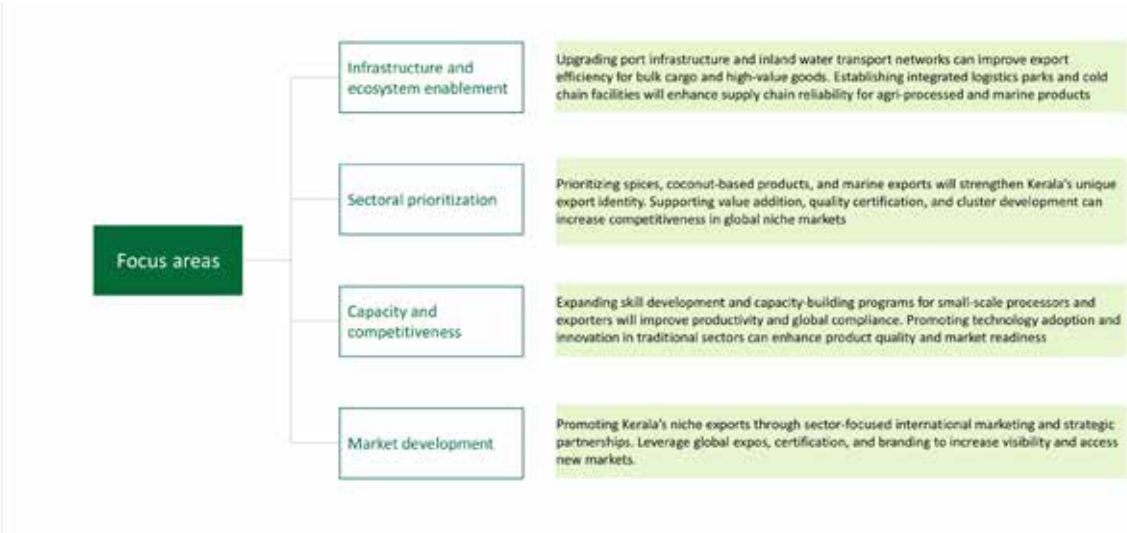 Focus areas
Infrastructure and
ecosystem enablement
Upgrading port infrastructure and inland water transport networks can improve export
efficiency for bulk cargo and high-value goods. Establishing integrated logistics parks and cold
chain facilities will enhance supply chain reliability for agri-processed and marine products
Sectoral prioritization
Prioritizing spices, coconut-based products, and marine exports will strengthen Kerala's unique
export identity. Supporting value addition, quality certification, and cluster development can
increase competitiveness in global niche markets
Capacity and
competitiveness
Expanding skill development and capacity-building programs for small-scale processors and
exporters will improve productivity and global compliance. Promoting technology adoption and
innovation in traditional sectors can enhance product quality and market readiness
Market development
Promoting Kerala's niche exports through sector-focused international marketing and strategic
partnerships. Leverage global expos, certification, and branding to increase visibility and access
new markets.